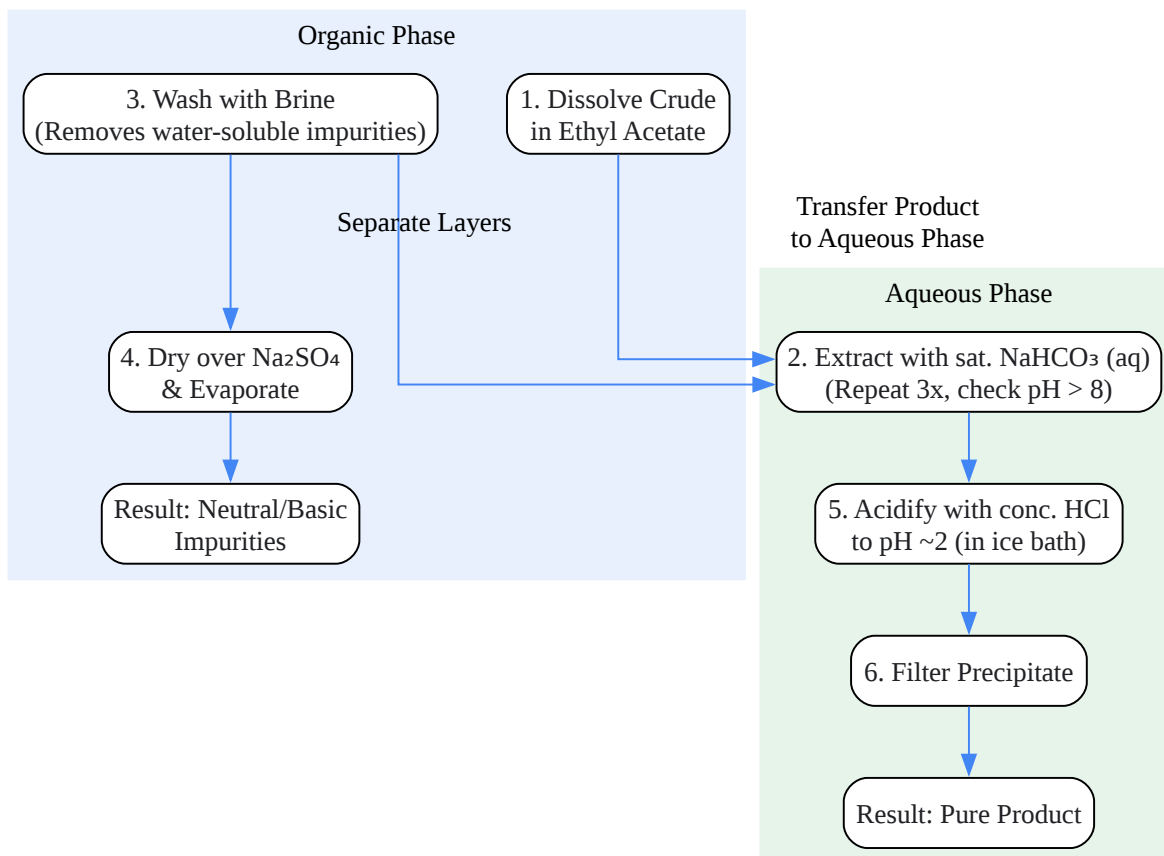 Organic Phase
3. Wash with Brine
(Removes water-soluble impurities)
1. Dissolve Crude
in Ethyl Acetate
Separate Layers
Transfer Product
to Aqueous Phase
Aqueous Phase
4. Dry over Na₂SO₄
& Evaporate
2. Extract with sat. NaHCO₃ (aq)
(Repeat 3x, check pH > 8)
Result: Neutral/Basic
Impurities
5. Acidify with conc. HCl
to pH ~2 (in ice bath)
6. Filter Precipitate
Result: Pure Product